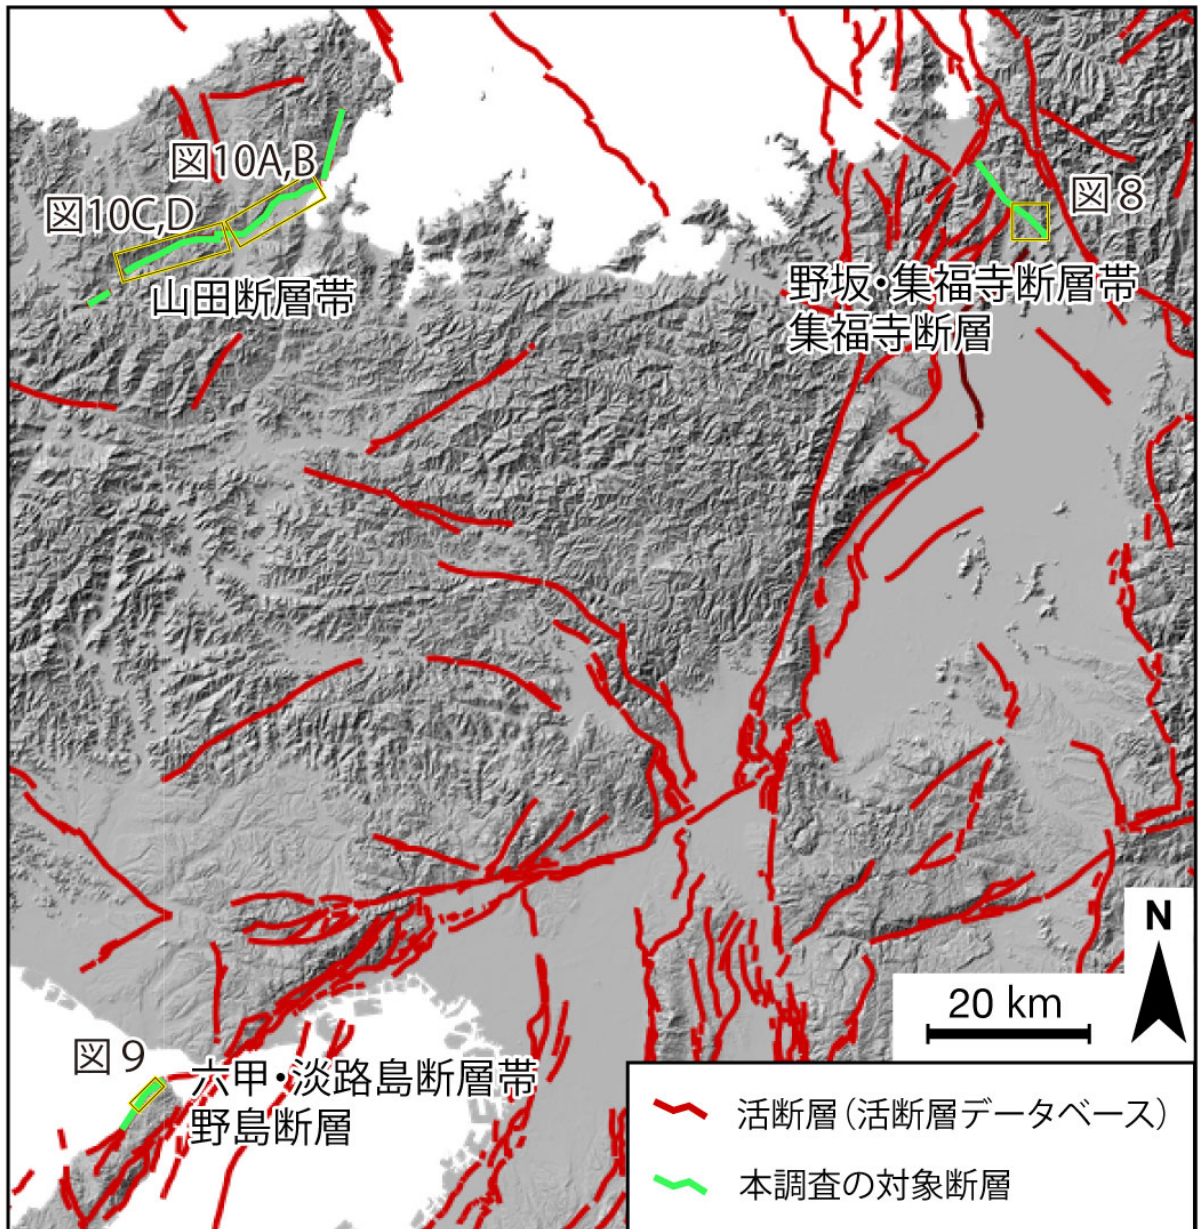 図10A,B
図10C,D
山田断層帯
図８
野坂・集福寺断層帯
集福寺断層
N
20 km
図９
六甲・淡路島断層帯
野島断層
活断層（活断層データベース）
本調査の対象断層